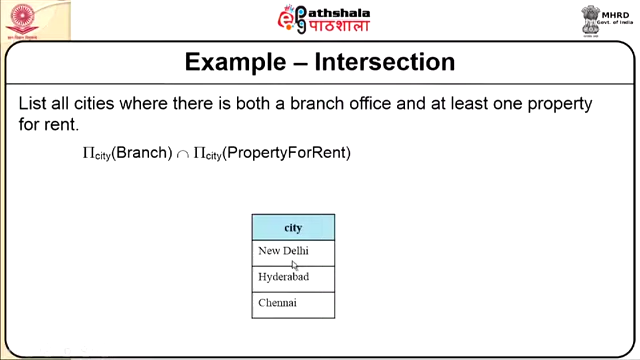 ePathshala
पाठशाला
MHRD
Govt. of India
Example – Intersection
List all cities where there is both a branch office and at least one property
for rent.
Πcity(Branch) ∩ Πcity(PropertyForRent)
city
New Delhi
Hyderabad
Chennai